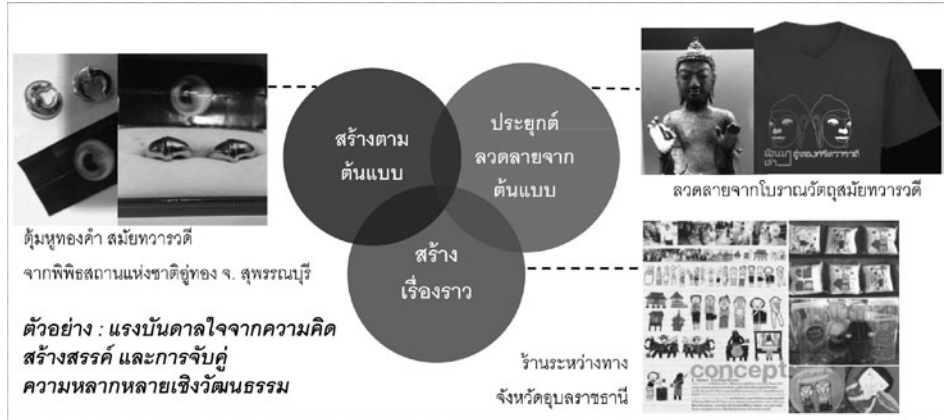 สร้างตาม
ต้นแบบ
ประยุกต์
ลวดลายจาก
ต้นแบบ
สร้าง
เรื่องราว
ตุ้มหูทองคำ สมัยทวารวดี
จากพิพิธสถานแห่งชาติอู่ทอง จ. สุพรรณบุรี
ตัวอย่าง : แรงบันดาลใจจากความคิด
สร้างสรรค์ และการจับคู่
ความหลากหลายเชิงวัฒนธรรม
ลวดลายจากโบราณวัตถุสมัยทวารวดี
ร้านระหว่างทาง
จังหวัดอุบลราชธานี
concept